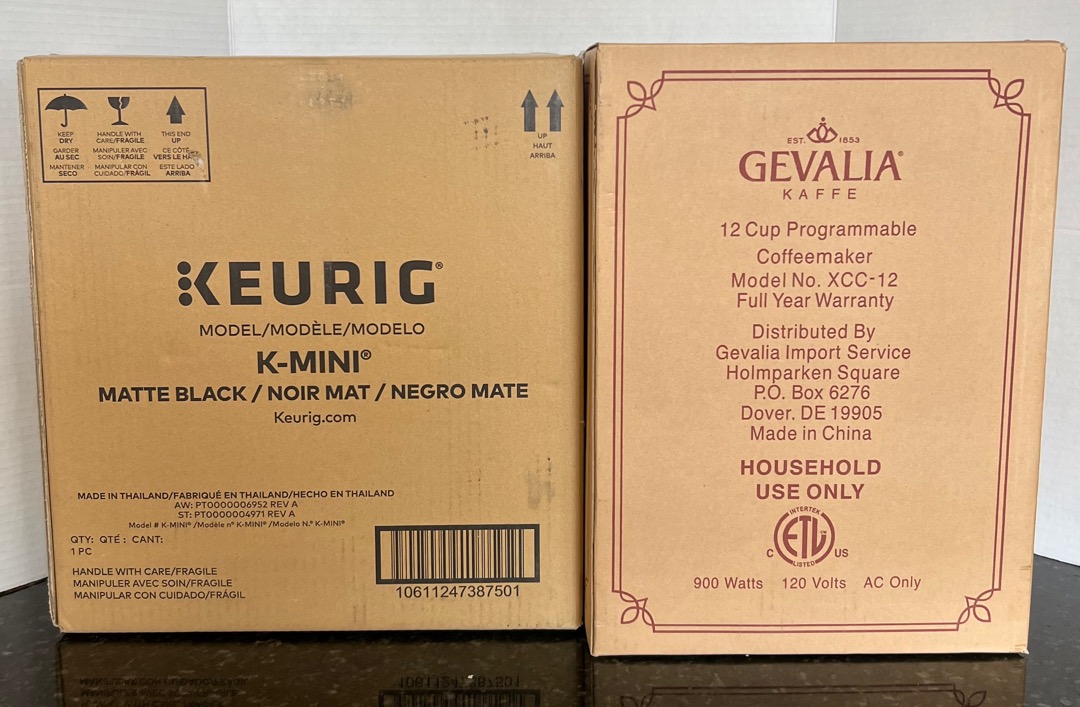 KEEP DRY
GARDER AU SEC
MANTENER SECO
HANDLE WITH CARE/FRAGILE
MANIPULER AVEC SOIN/FRAGILE
MANIPULAR CON CUIDADO/FRÁGIL
THIS END UP
CE CÔTÉ VERS LE
ESTE LADO ARRIBA
UP
HAUT
ARRIBA
KEURIG®
MODEL/MODÈLE/MODELO
K-MINI®
MATTE BLACK / NOIR MAT / NEGRO MATE
Keurig.com
MADE IN THAILAND/FABRIQUÉ EN THAILAND/HECHO EN THAILAND
AW: PT0000006952 REV A
ST: PT0000004971 REV A
Model # K-MINI® /Modèle nº K-MINI® /Modelo N.º K-MINI®
QTY: QTÉ : CANT:
1 PC
HANDLE WITH CARE/FRAGILE
MANIPULER AVEC SOIN/FRAGILE
MANIPULAR CON CUIDADO/FRÁGIL
10611247387501
EST. 1853
GEVALIA®
KAFFE
12 Cup Programmable
Coffeemaker
Model No. XCC-12
Full Year Warranty
Distributed By
Gevalia Import Service
Holmparken Square
P.O. Box 6276
Dover. DE 19905
Made in China
HOUSEHOLD
USE ONLY
INTERTEK
C ETL US
LISTED
900 Watts 120 Volts AC Only